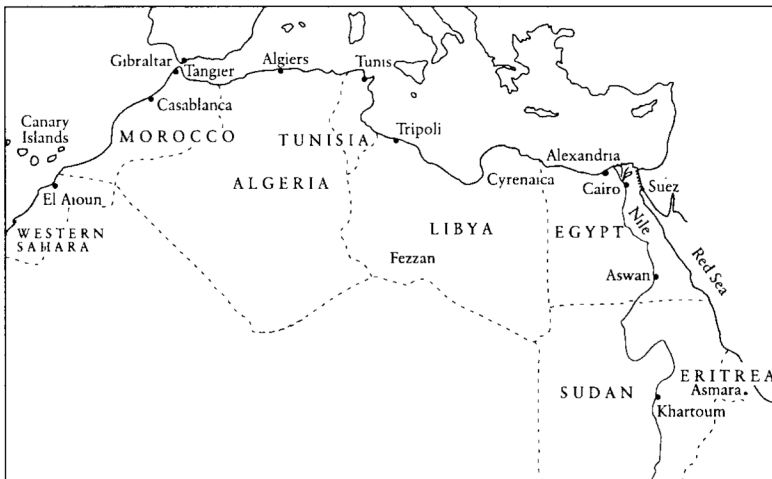 Gibraltar
Tangier
Algiers
Tunis
Casablanca
Canary
Islands
MOROCCO
TUNISIA
Tripoli
Alexandria
ALGERIA
Cyrenaica
Cairo
Suez
El Aioun
WESTERN
SAHARA
LIBYA
EGYPT
Nile
Fezzan
Red Sea
Aswan
SUDAN
ERITREA
Asmara
Khartoum